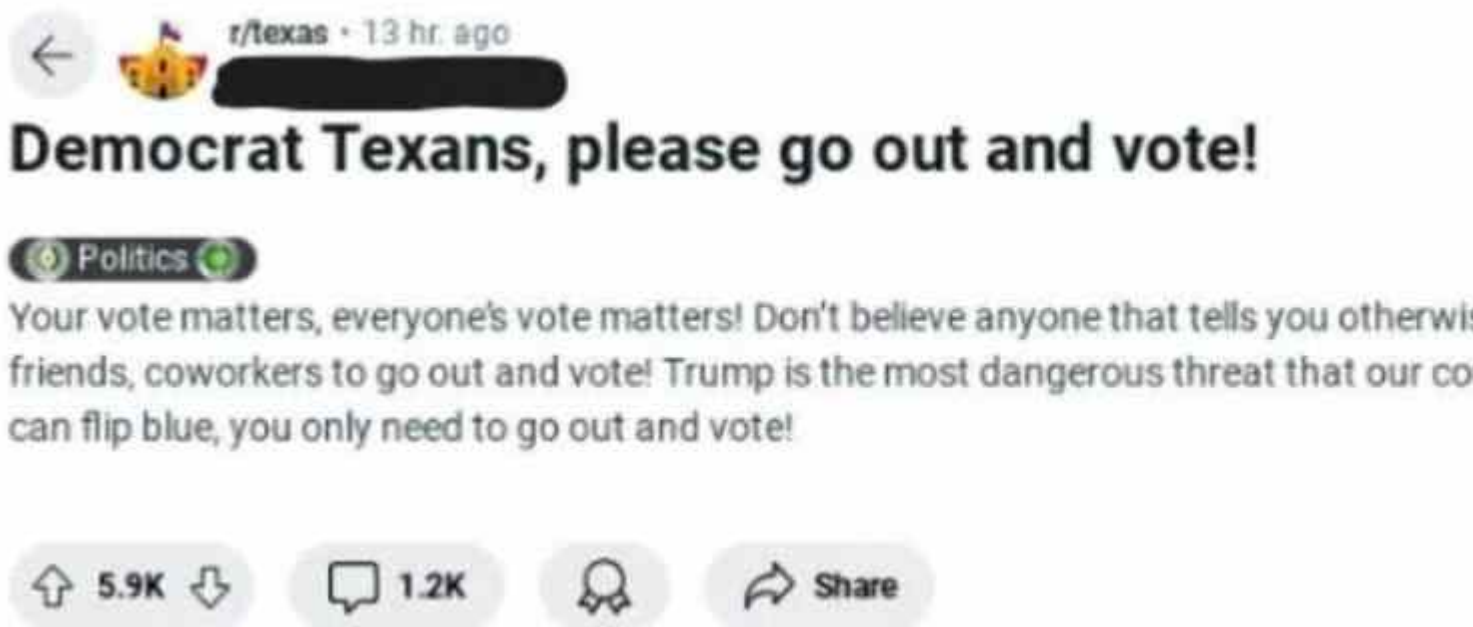 r/texas • 13 hr. ago
Democrat Texans, please go out and vote!
Politics
Your vote matters, everyone's vote matters! Don't believe anyone that tells you otherwis
friends, coworkers to go out and vote! Trump is the most dangerous threat that our co
can flip blue, you only need to go out and vote!
5.9K 1.2K Share